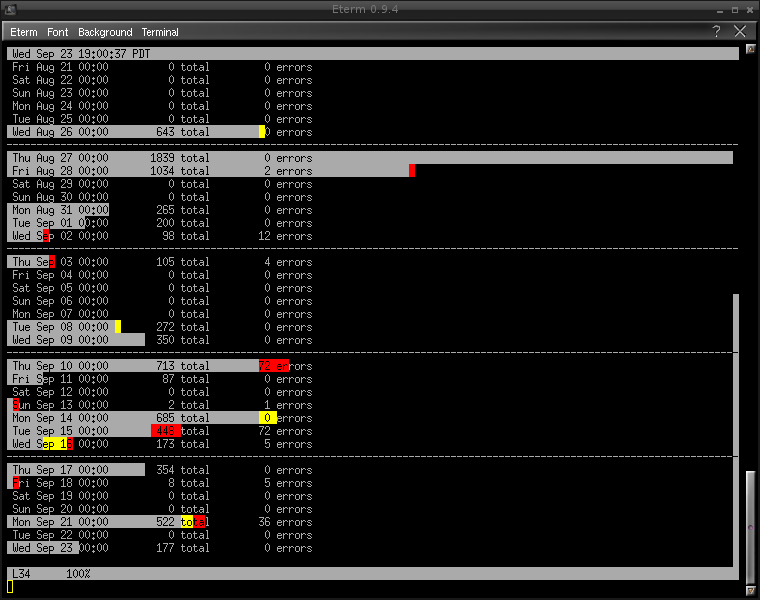 Eterm 0.9.4
Eterm Font Background Terminal ?
Wed Sep 23 19:00:37 PDT
Fri Aug 21 00:00 0 total 0 errors
Sat Aug 22 00:00 0 total 0 errors
Sun Aug 23 00:00 0 total 0 errors
Mon Aug 24 00:00 0 total 0 errors
Tue Aug 25 00:00 0 total 0 errors
Wed Aug 26 00:00 643 total 0 errors
Thu Aug 27 00:00 1839 total 0 errors
Fri Aug 28 00:00 1034 total 2 errors
Sat Aug 29 00:00 0 total 0 errors
Sun Aug 30 00:00 0 total 0 errors
Mon Aug 31 00:00 265 total 0 errors
Tue Sep 01 00:00 200 total 0 errors
Wed Sep 02 00:00 98 total 12 errors
Thu Sep 03 00:00 105 total 4 errors
Fri Sep 04 00:00 0 total 0 errors
Sat Sep 05 00:00 0 total 0 errors
Sun Sep 06 00:00 0 total 0 errors
Mon Sep 07 00:00 0 total 0 errors
Tue Sep 08 00:00 272 total 0 errors
Wed Sep 09 00:00 350 total 0 errors
Thu Sep 10 00:00 713 total 72 errors
Fri Sep 11 00:00 87 total 0 errors
Sat Sep 12 00:00 0 total 0 errors
Sun Sep 13 00:00 2 total 1 errors
Mon Sep 14 00:00 685 total 0 errors
Tue Sep 15 00:00 448 total 72 errors
Wed Sep 16 00:00 173 total 5 errors
Thu Sep 17 00:00 354 total 0 errors
Fri Sep 18 00:00 8 total 5 errors
Sat Sep 19 00:00 0 total 0 errors
Sun Sep 20 00:00 0 total 0 errors
Mon Sep 21 00:00 522 total 36 errors
Tue Sep 22 00:00 0 total 0 errors
Wed Sep 23 00:00 177 total 0 errors
L34 100%